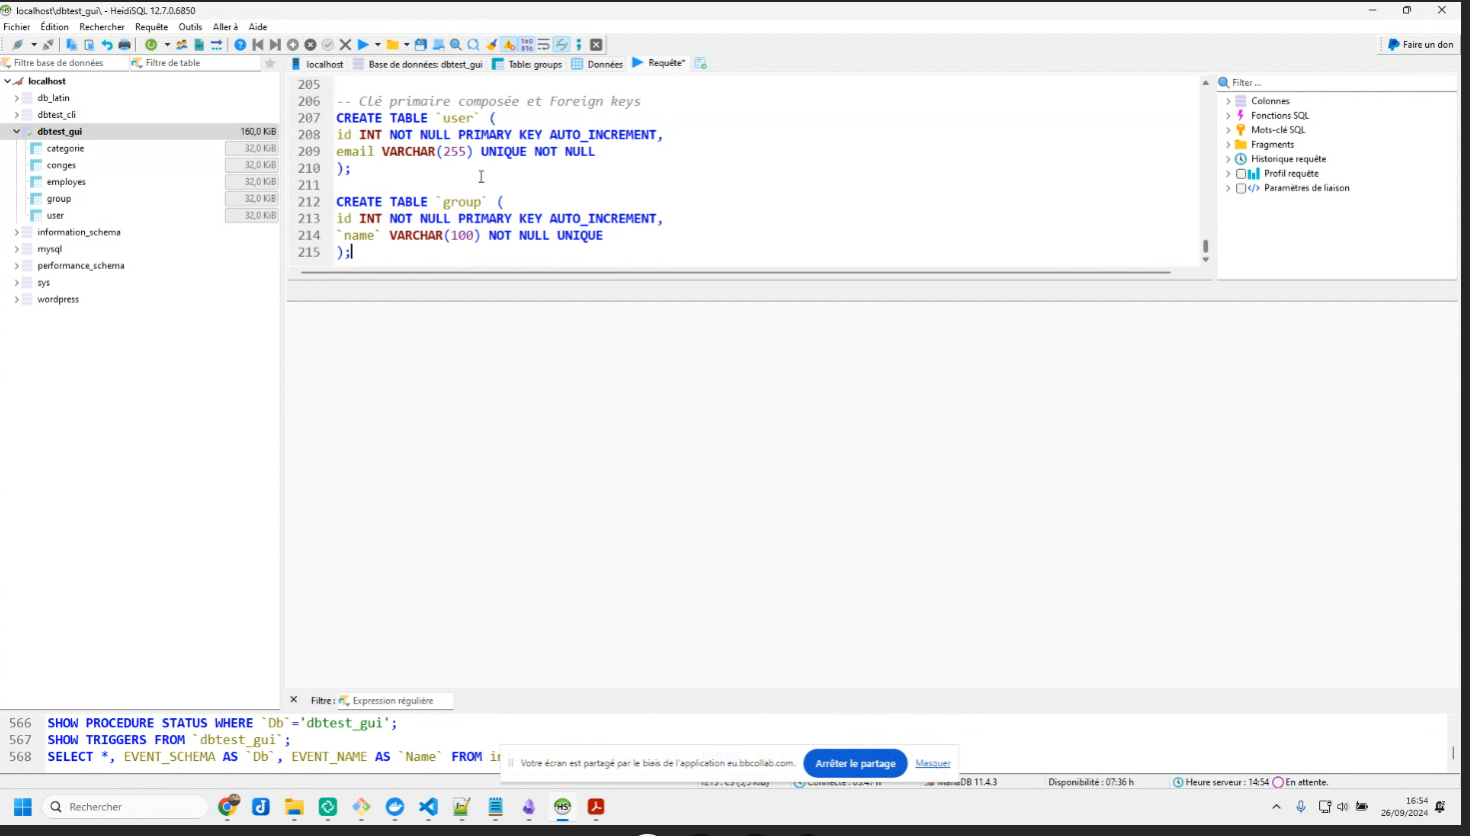 localhost\dbtest_gui\ - HeidiSQL 12.7.0.6850
Fichier Édition Rechercher Requête Outils Aller à Aide
Faire un don
Filtre base de données Filtre de table
localhost Base de données: dbtest_gui Table: groups Données Requête*
localhost
db_latin
dbtest_cli
dbtest_gui 160,0 KiB
categorie 32,0 KiB
conges 32,0 KiB
employes 32,0 KiB
group 32,0 KiB
user 32,0 KiB
information_schema
mysql
performance_schema
sys
wordpress
205
206 -- Clé primaire composée et Foreign keys
207 CREATE TABLE `user` (
208 id INT NOT NULL PRIMARY KEY AUTO_INCREMENT,
209 email VARCHAR(255) UNIQUE NOT NULL
210 );
211
212 CREATE TABLE `group` (
213 id INT NOT NULL PRIMARY KEY AUTO_INCREMENT,
214 `name` VARCHAR(100) NOT NULL UNIQUE
215 );
Filter ...
Colonnes
Fonctions SQL
Mots-clé SQL
Fragments
Historique requête
Profil requête
Paramètres de liaison
Filtre : Expression régulière
566 SHOW PROCEDURE STATUS WHERE `Db`='dbtest_gui';
567 SHOW TRIGGERS FROM `dbtest_gui`;
568 SELECT *, EVENT_SCHEMA AS `Db`, EVENT_NAME AS `Name` FROM
Votre écran est partagé par le biais de l'application eu.bbcollab.com. Arrêter le partage Masquer
MariaDB 11.4.3 Disponibilité : 07:36 h Heure serveur : 14:54 En attente.
Rechercher
16:54
26/09/2024